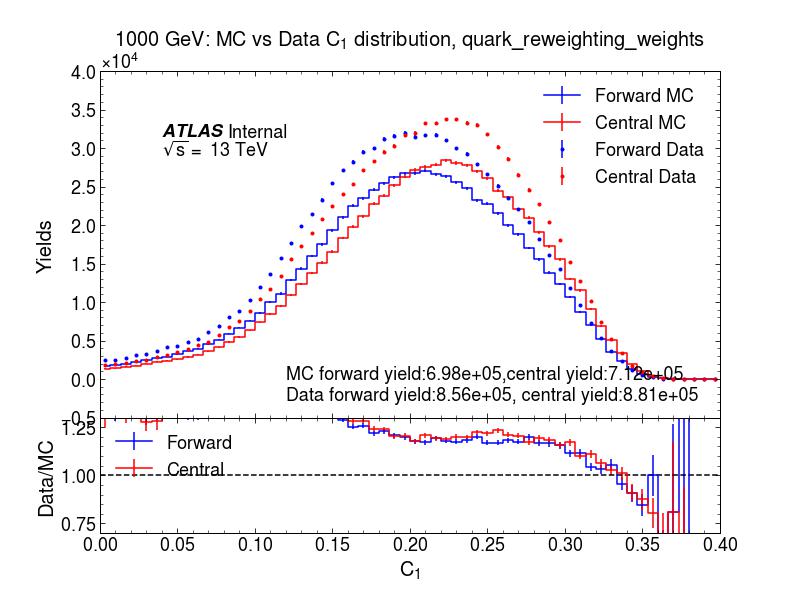 1000 GeV: MC vs Data C₁ distribution, quark_reweighting_weights
×10⁴
4.0
3.5
3.0
2.5
2.0
1.5
1.0
0.5
0.0
0.5
Yields
ATLAS Internal
√s = 13 TeV
Forward MC
Central MC
Forward Data
Central Data
MC forward yield:6.98e+05,central yield:7.12e+05
Data forward yield:8.56e+05, central yield:8.81e+05
1.25
1.00
0.75
Data/MC
Forward
Central
0.00 0.05 0.10 0.15 0.20 0.25 0.30 0.35 0.40
C₁